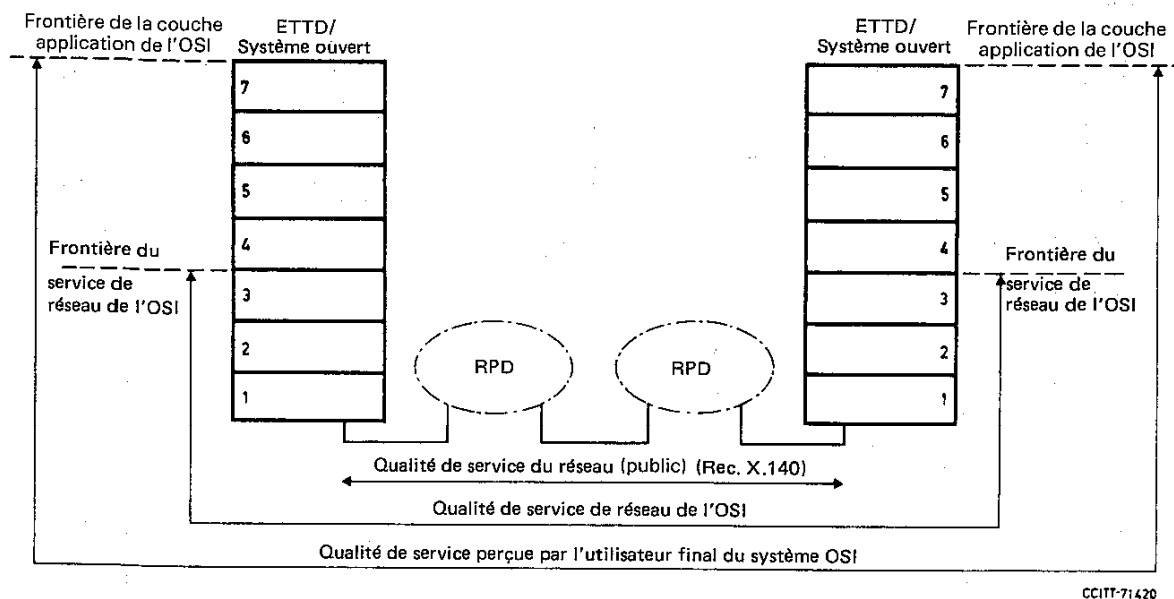 Frontière de la couche
application de l'OSI
ETTD/
Système ouvert
ETTD/
Système ouvert
Frontière de la couche
application de l'OSI
7
6
5
4
3
2
1
7
6
5
4
3
2
1
Frontière du
service de
réseau de l'OSI
Frontière du
service de
réseau de l'OSI
RPD
RPD
Qualité de service du réseau (public) (Rec. X.140)
Qualité de service de réseau de l'OSI
Qualité de service perçue par l'utilisateur final du système OSI
CCITT-71420